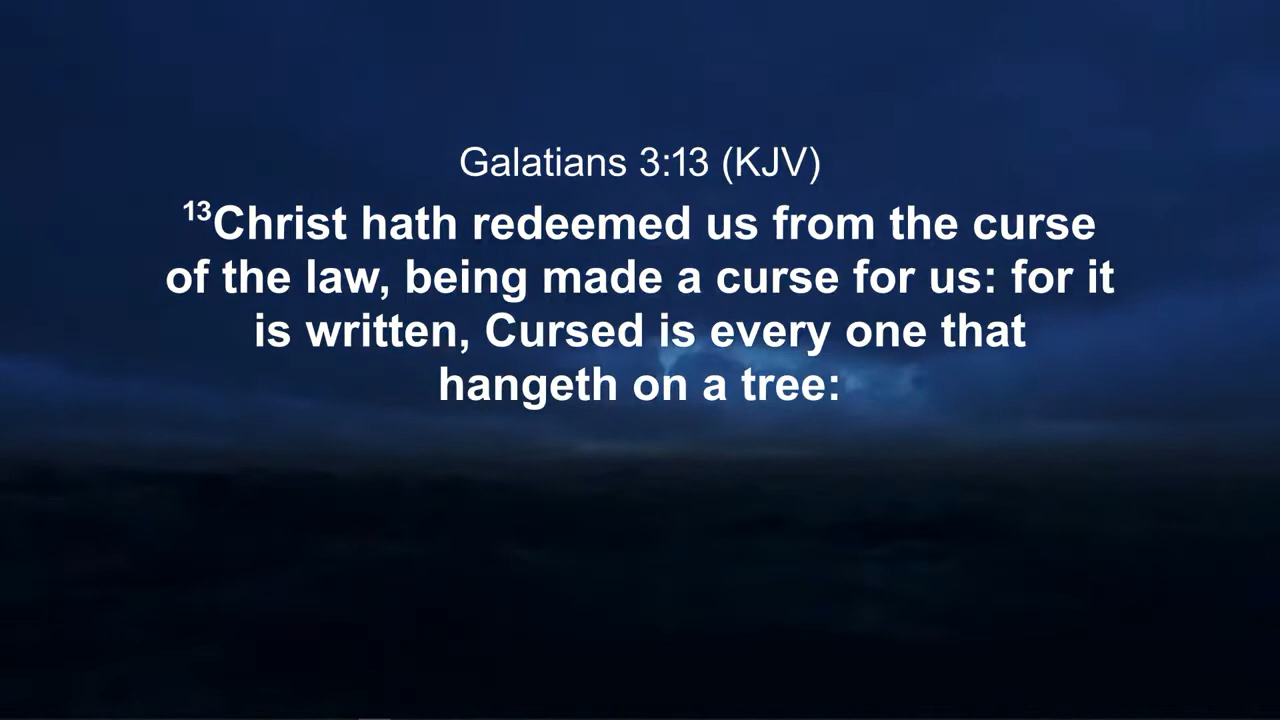 Galatians 3:13 (KJV)
13Christ hath redeemed us from the curse
of the law, being made a curse for us: for it
is written, Cursed is every one that
hangeth on a tree: